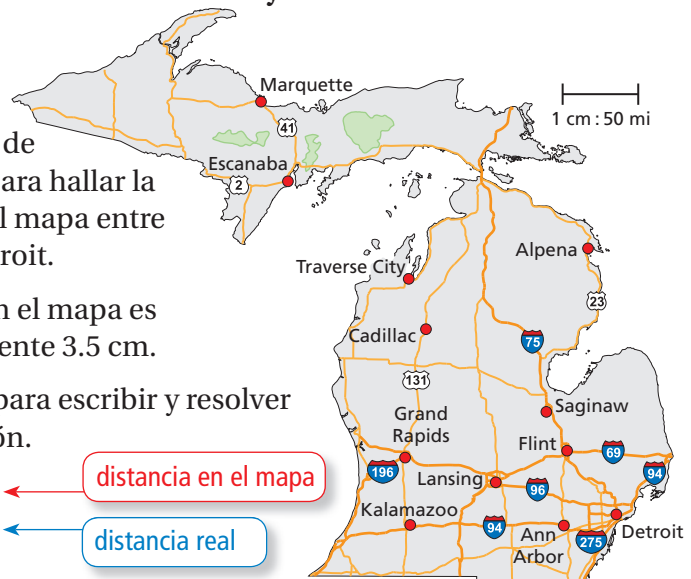 y
de
para hallar la
l mapa entre
roit.
n el mapa es
ente 3.5 cm.
para escribir y resolver
ón.
distancia en el mapa
distancia real
1 cm : 50 mi
Marquette
41
Escanaba
2
Alpena
Traverse City
23
Cadillac
75
131
Saginaw
Grand
Rapids
Flint
69
196
94
Lansing
96
Kalamazoo
94
Ann
Arbor
Detroit
275